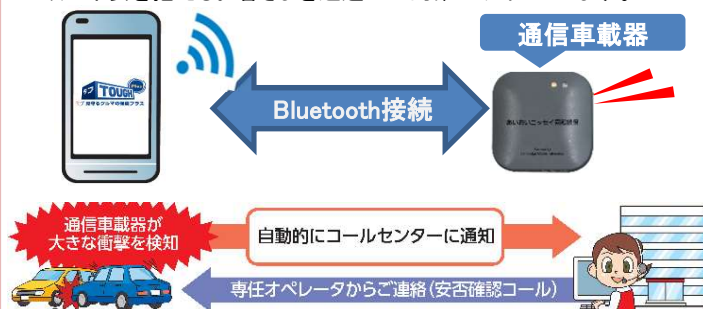 通信車載器
タフ TOUGH
Bluetooth接続
あいおいニッセイ同和損保
通信車載器が
大きな衝撃を検知
自動的にコールセンターに通知
専任オペレータからご連絡(安否確認コール)